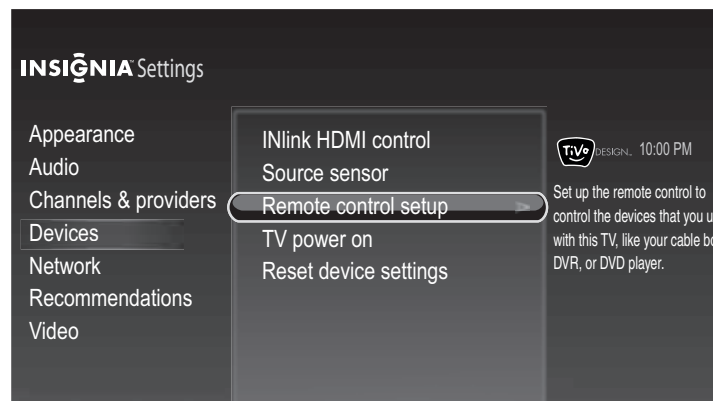 INSIGNIA™ Settings
Appearance
Audio
Channels & providers
Devices
Network
Recommendations
Video
INlink HDMI control
Source sensor
Remote control setup >
TV power on
Reset device settings
TiVo DESIGN™ 10:00 PM
Set up the remote control to
control the devices that you u
with this TV, like your cable bo
DVR, or DVD player.